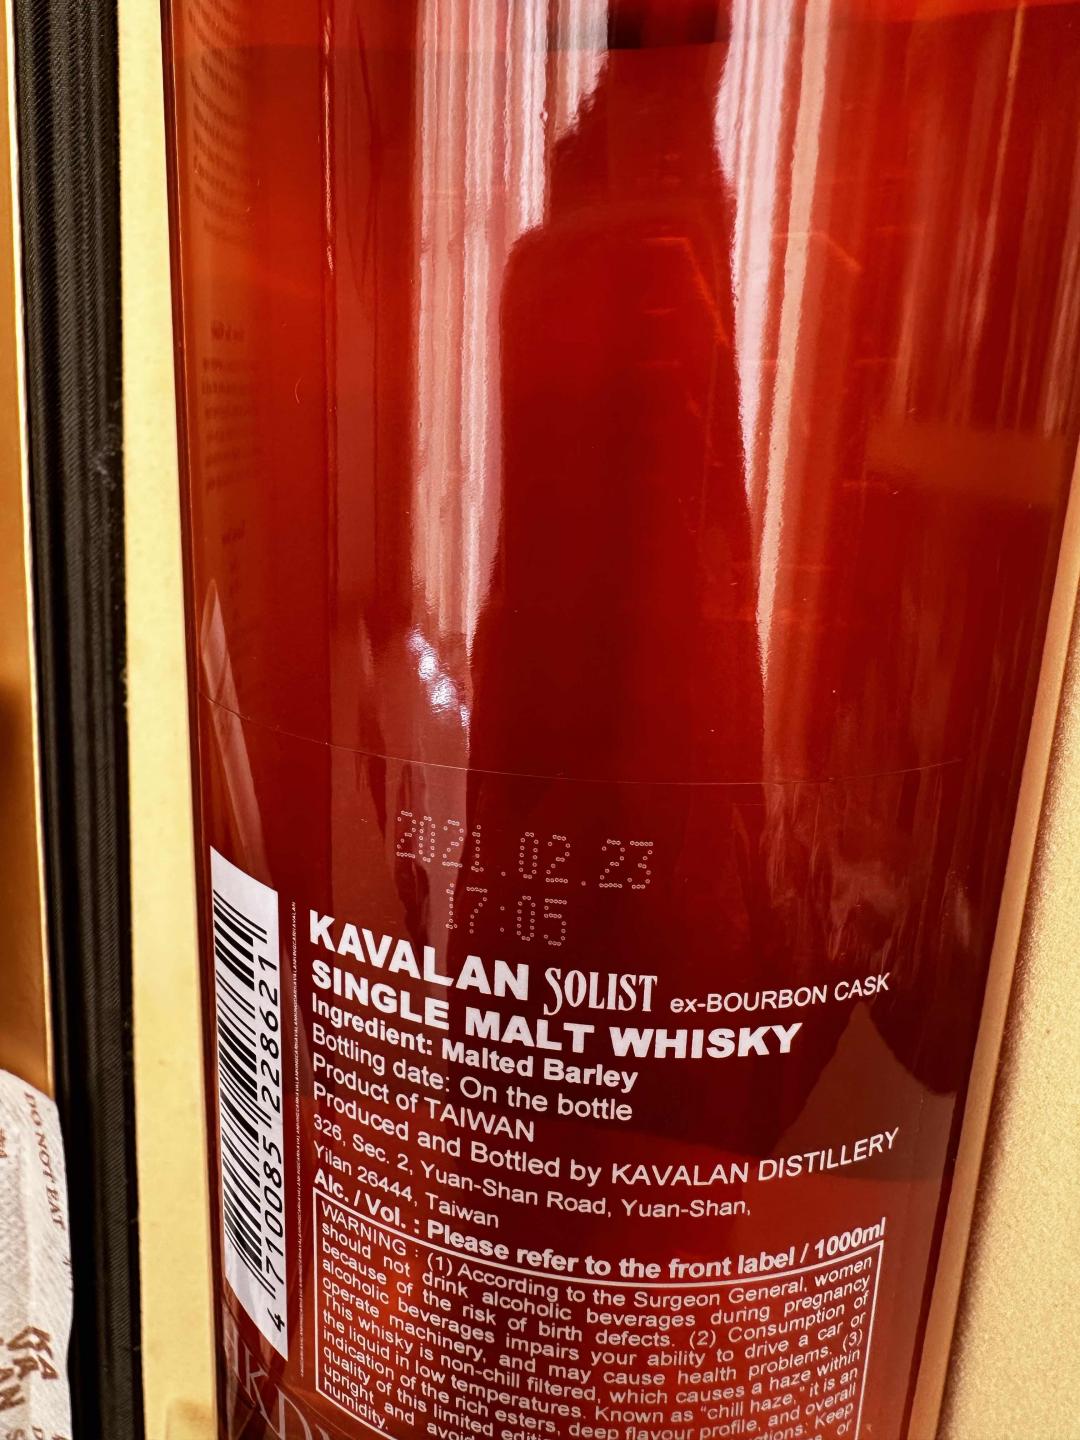 2021.02.23
17:05
KAVALAN SOLIST ex-BOURBON CASK
SINGLE MALT WHISKY
Ingredient: Malted Barley
Bottling date: On the bottle
Product of TAIWAN
Produced and Bottled by KAVALAN DISTILLERY
326, Sec. 2, Yuan-Shan Road, Yuan-Shan,
Yilan 26444, Taiwan
Alc. / Vol. : Please refer to the front label / 1000ml
WARNING : (1) According to the Surgeon General, women
should not drink alcoholic beverages during pregnancy
because of the risk of birth defects. (2) Consumption of
alcoholic beverages impairs your ability to drive a car or
operate machinery, and may cause health problems. (3)
This whisky is non-chill filtered, which causes a haze within
the liquid in low temperatures. Known as "chill haze," it is an
indication of the rich esters, deep flavour profile, and overall
quality of this limited Keep
upright and or
humidity.
4 710085 228621
DO NOT EAT